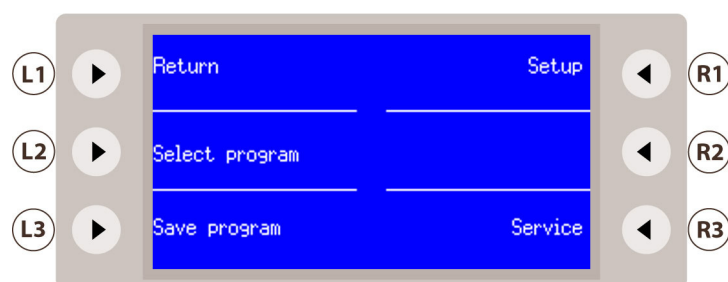 L1 Return Setup R1
L2 Select program R2
L3 Save program Service R3